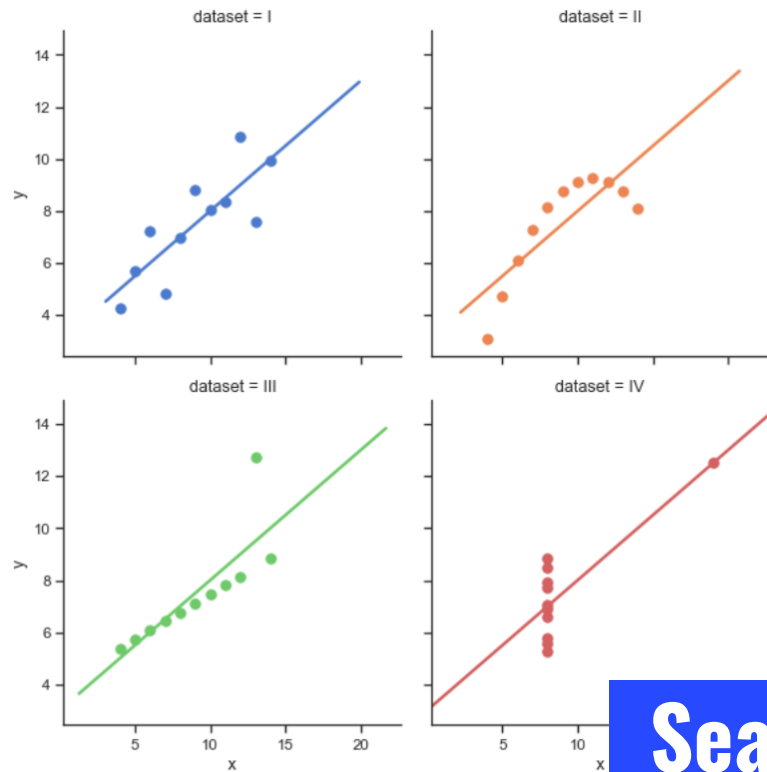 dataset = I
dataset = II
14
12
10
8
6
4
y
dataset = III
dataset = IV
14
12
10
8
6
4
y
5
10
15
20
x
5
10
x
Sea